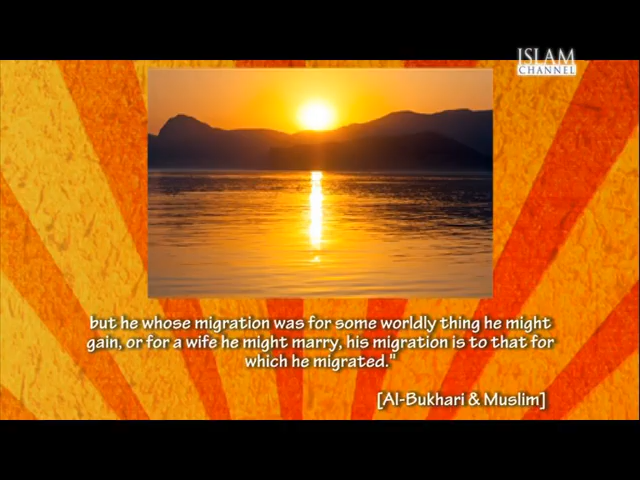 ISLAM
CHANNEL
but he whose migration was for some worldly thing he might
gain, or for a wife he might marry, his migration is to that for
which he migrated."
[Al-Bukhari & Muslim]